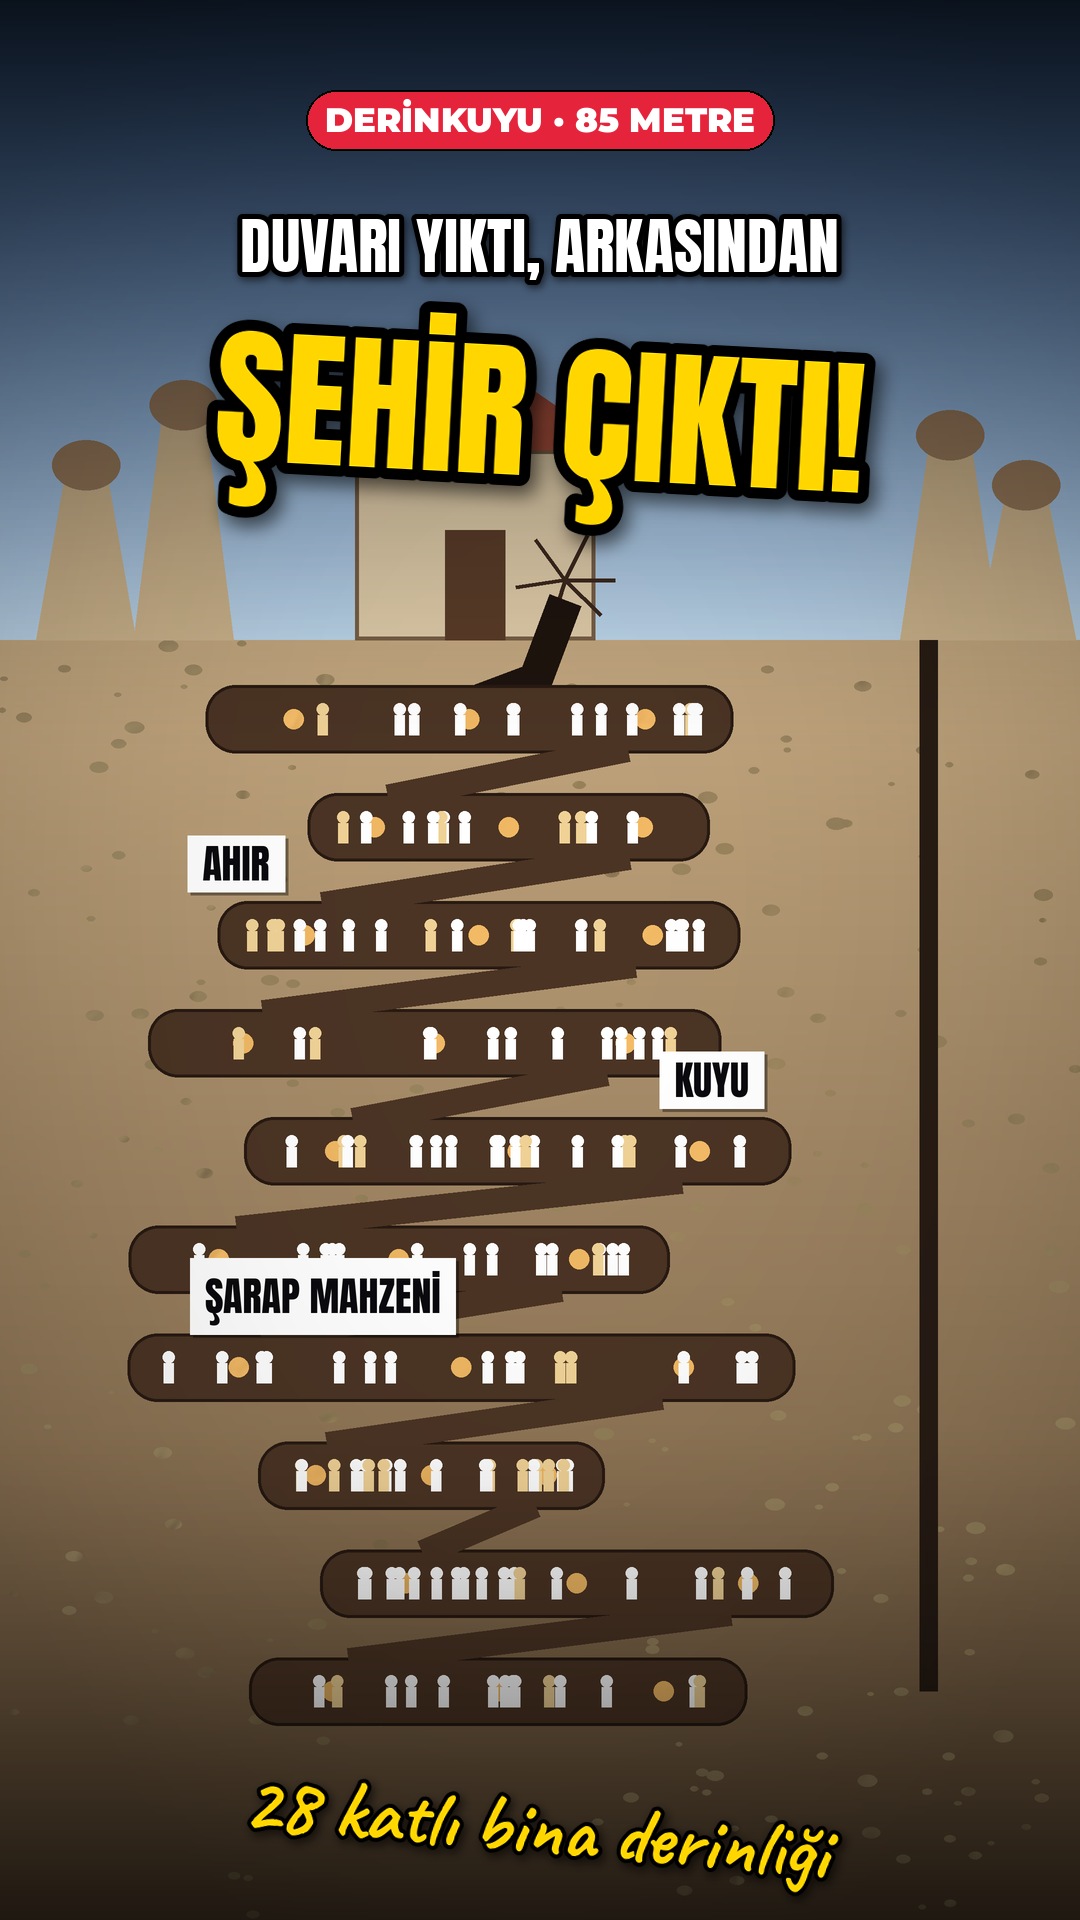 DERİNKUYU • 85 METRE
DUVARI YIKTI, ARKASINDAN
ŞEHİR ÇIKTI!
AHIR
KUYU
ŞARAP MAHZENİ
28 katlı bina derinliği